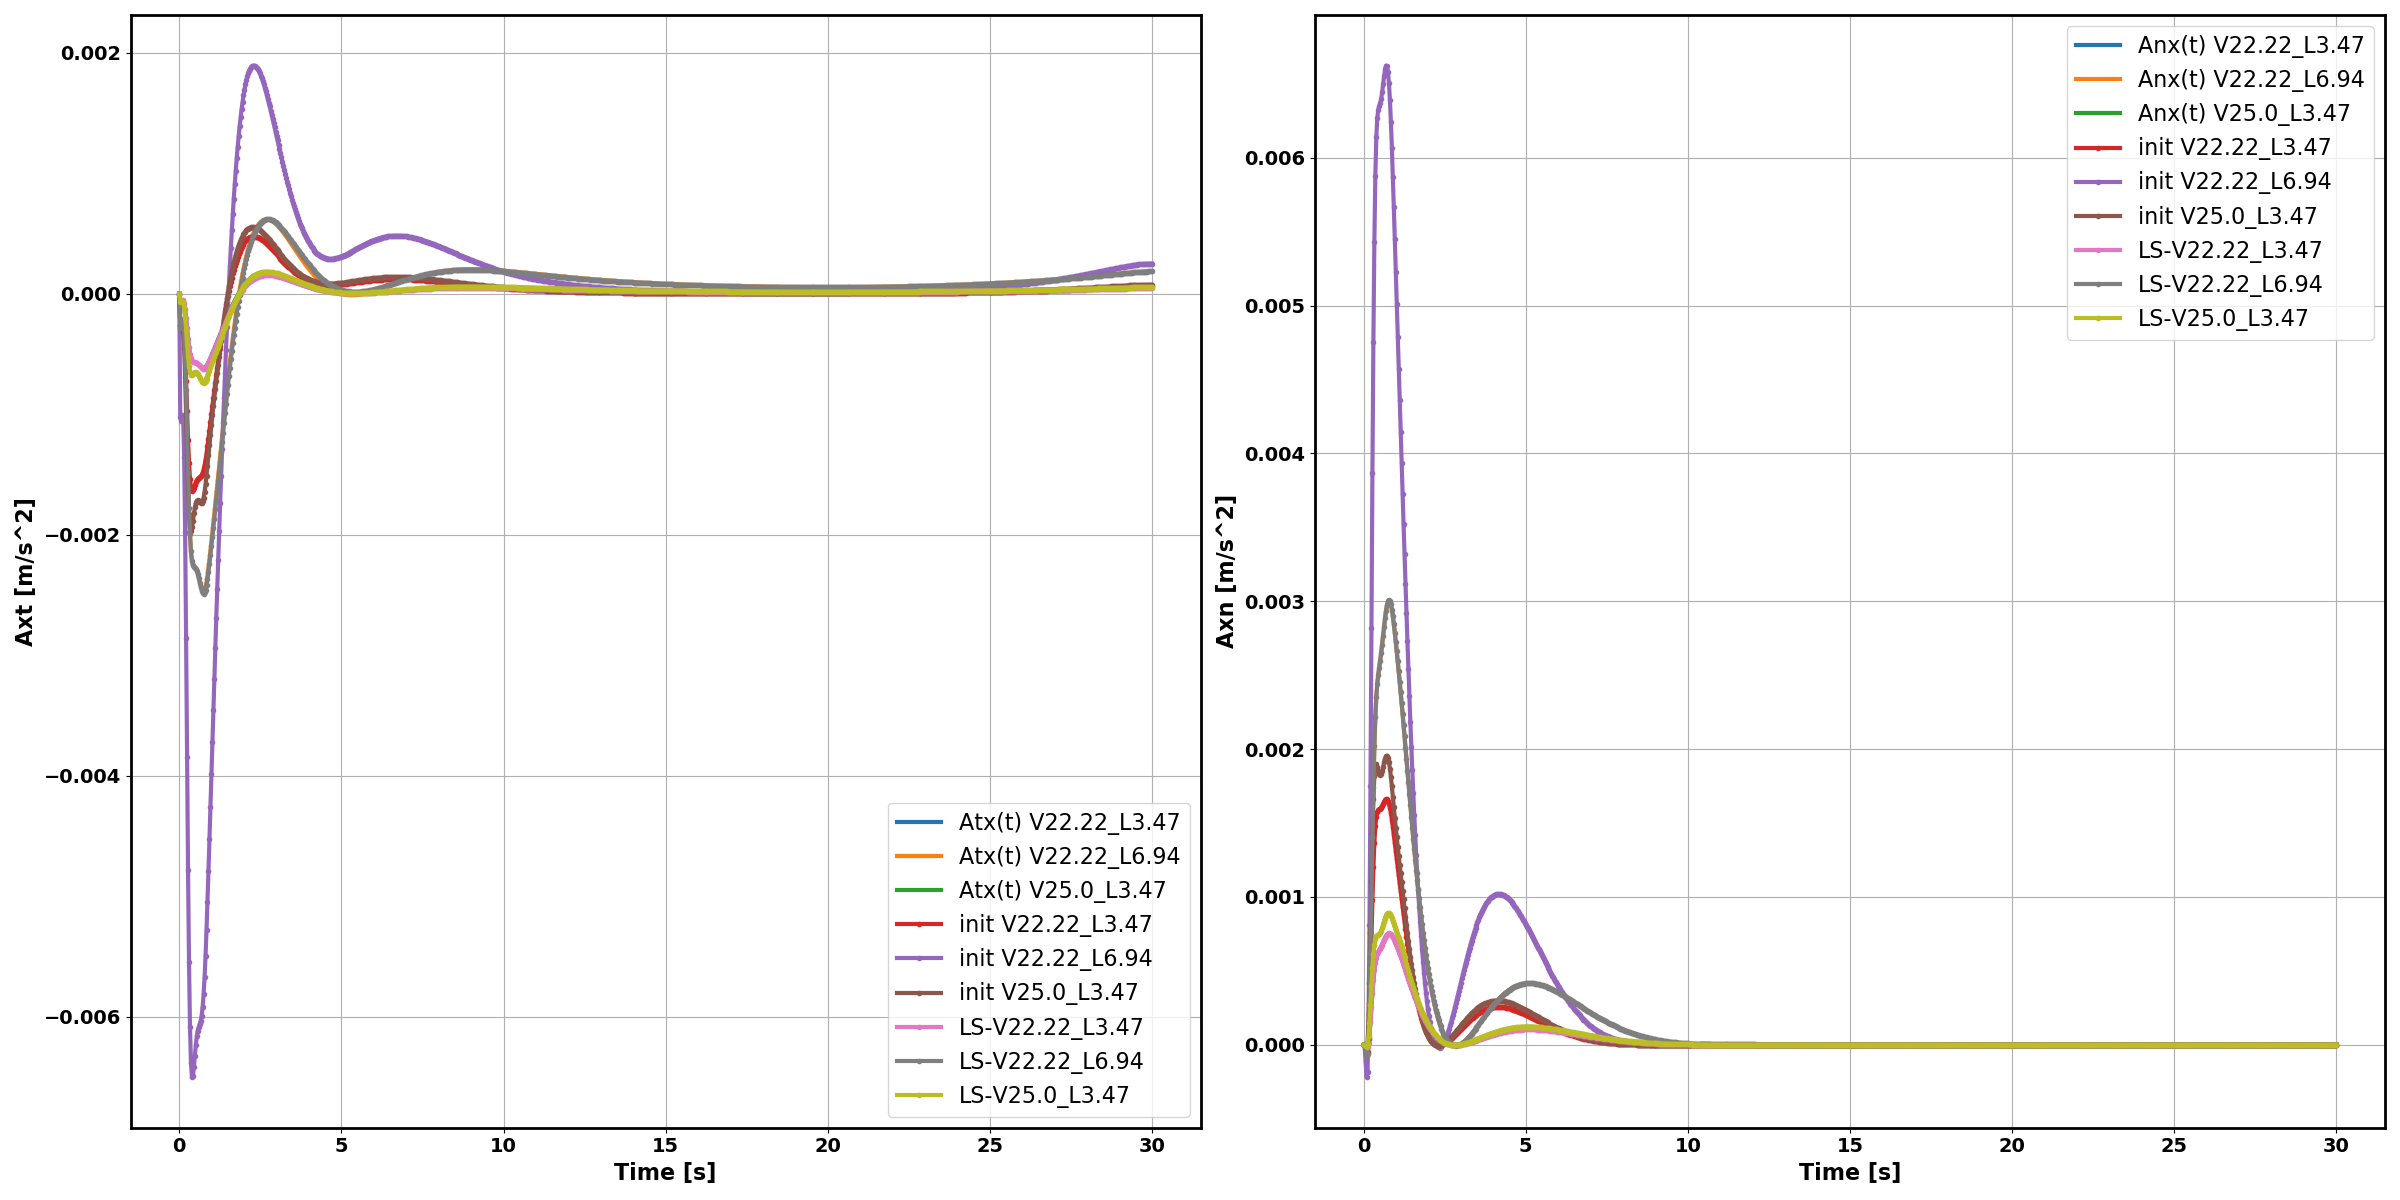 0.002
0.000
−0.002
−0.004
−0.006
Axt [m/s^2]
0 5 10 15 20 25 30
Time [s]
Atx(t) V22.22_L3.47
Atx(t) V22.22_L6.94
Atx(t) V25.0_L3.47
init V22.22_L3.47
init V22.22_L6.94
init V25.0_L3.47
LS-V22.22_L3.47
LS-V22.22_L6.94
LS-V25.0_L3.47
0.006
0.005
0.004
0.003
0.002
0.001
0.000
Axn [m/s^2]
0 5 10 15 20 25 30
Time [s]
Anx(t) V22.22_L3.47
Anx(t) V22.22_L6.94
Anx(t) V25.0_L3.47
init V22.22_L3.47
init V22.22_L6.94
init V25.0_L3.47
LS-V22.22_L3.47
LS-V22.22_L6.94
LS-V25.0_L3.47